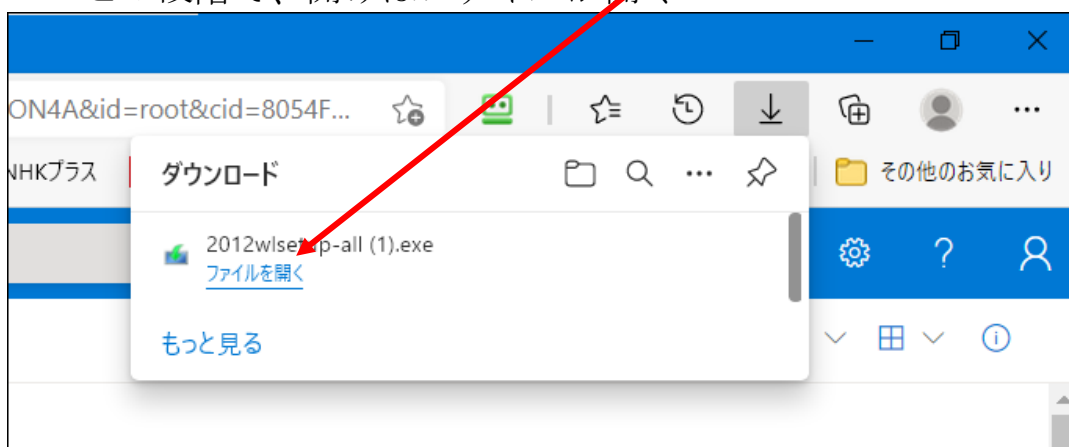 ON4A&id=root&cid=8054F...
NHKプラス
その他のお気に入り
ダウンロード
2012wlsetup-all (1).exe
ファイルを開く
もっと見る